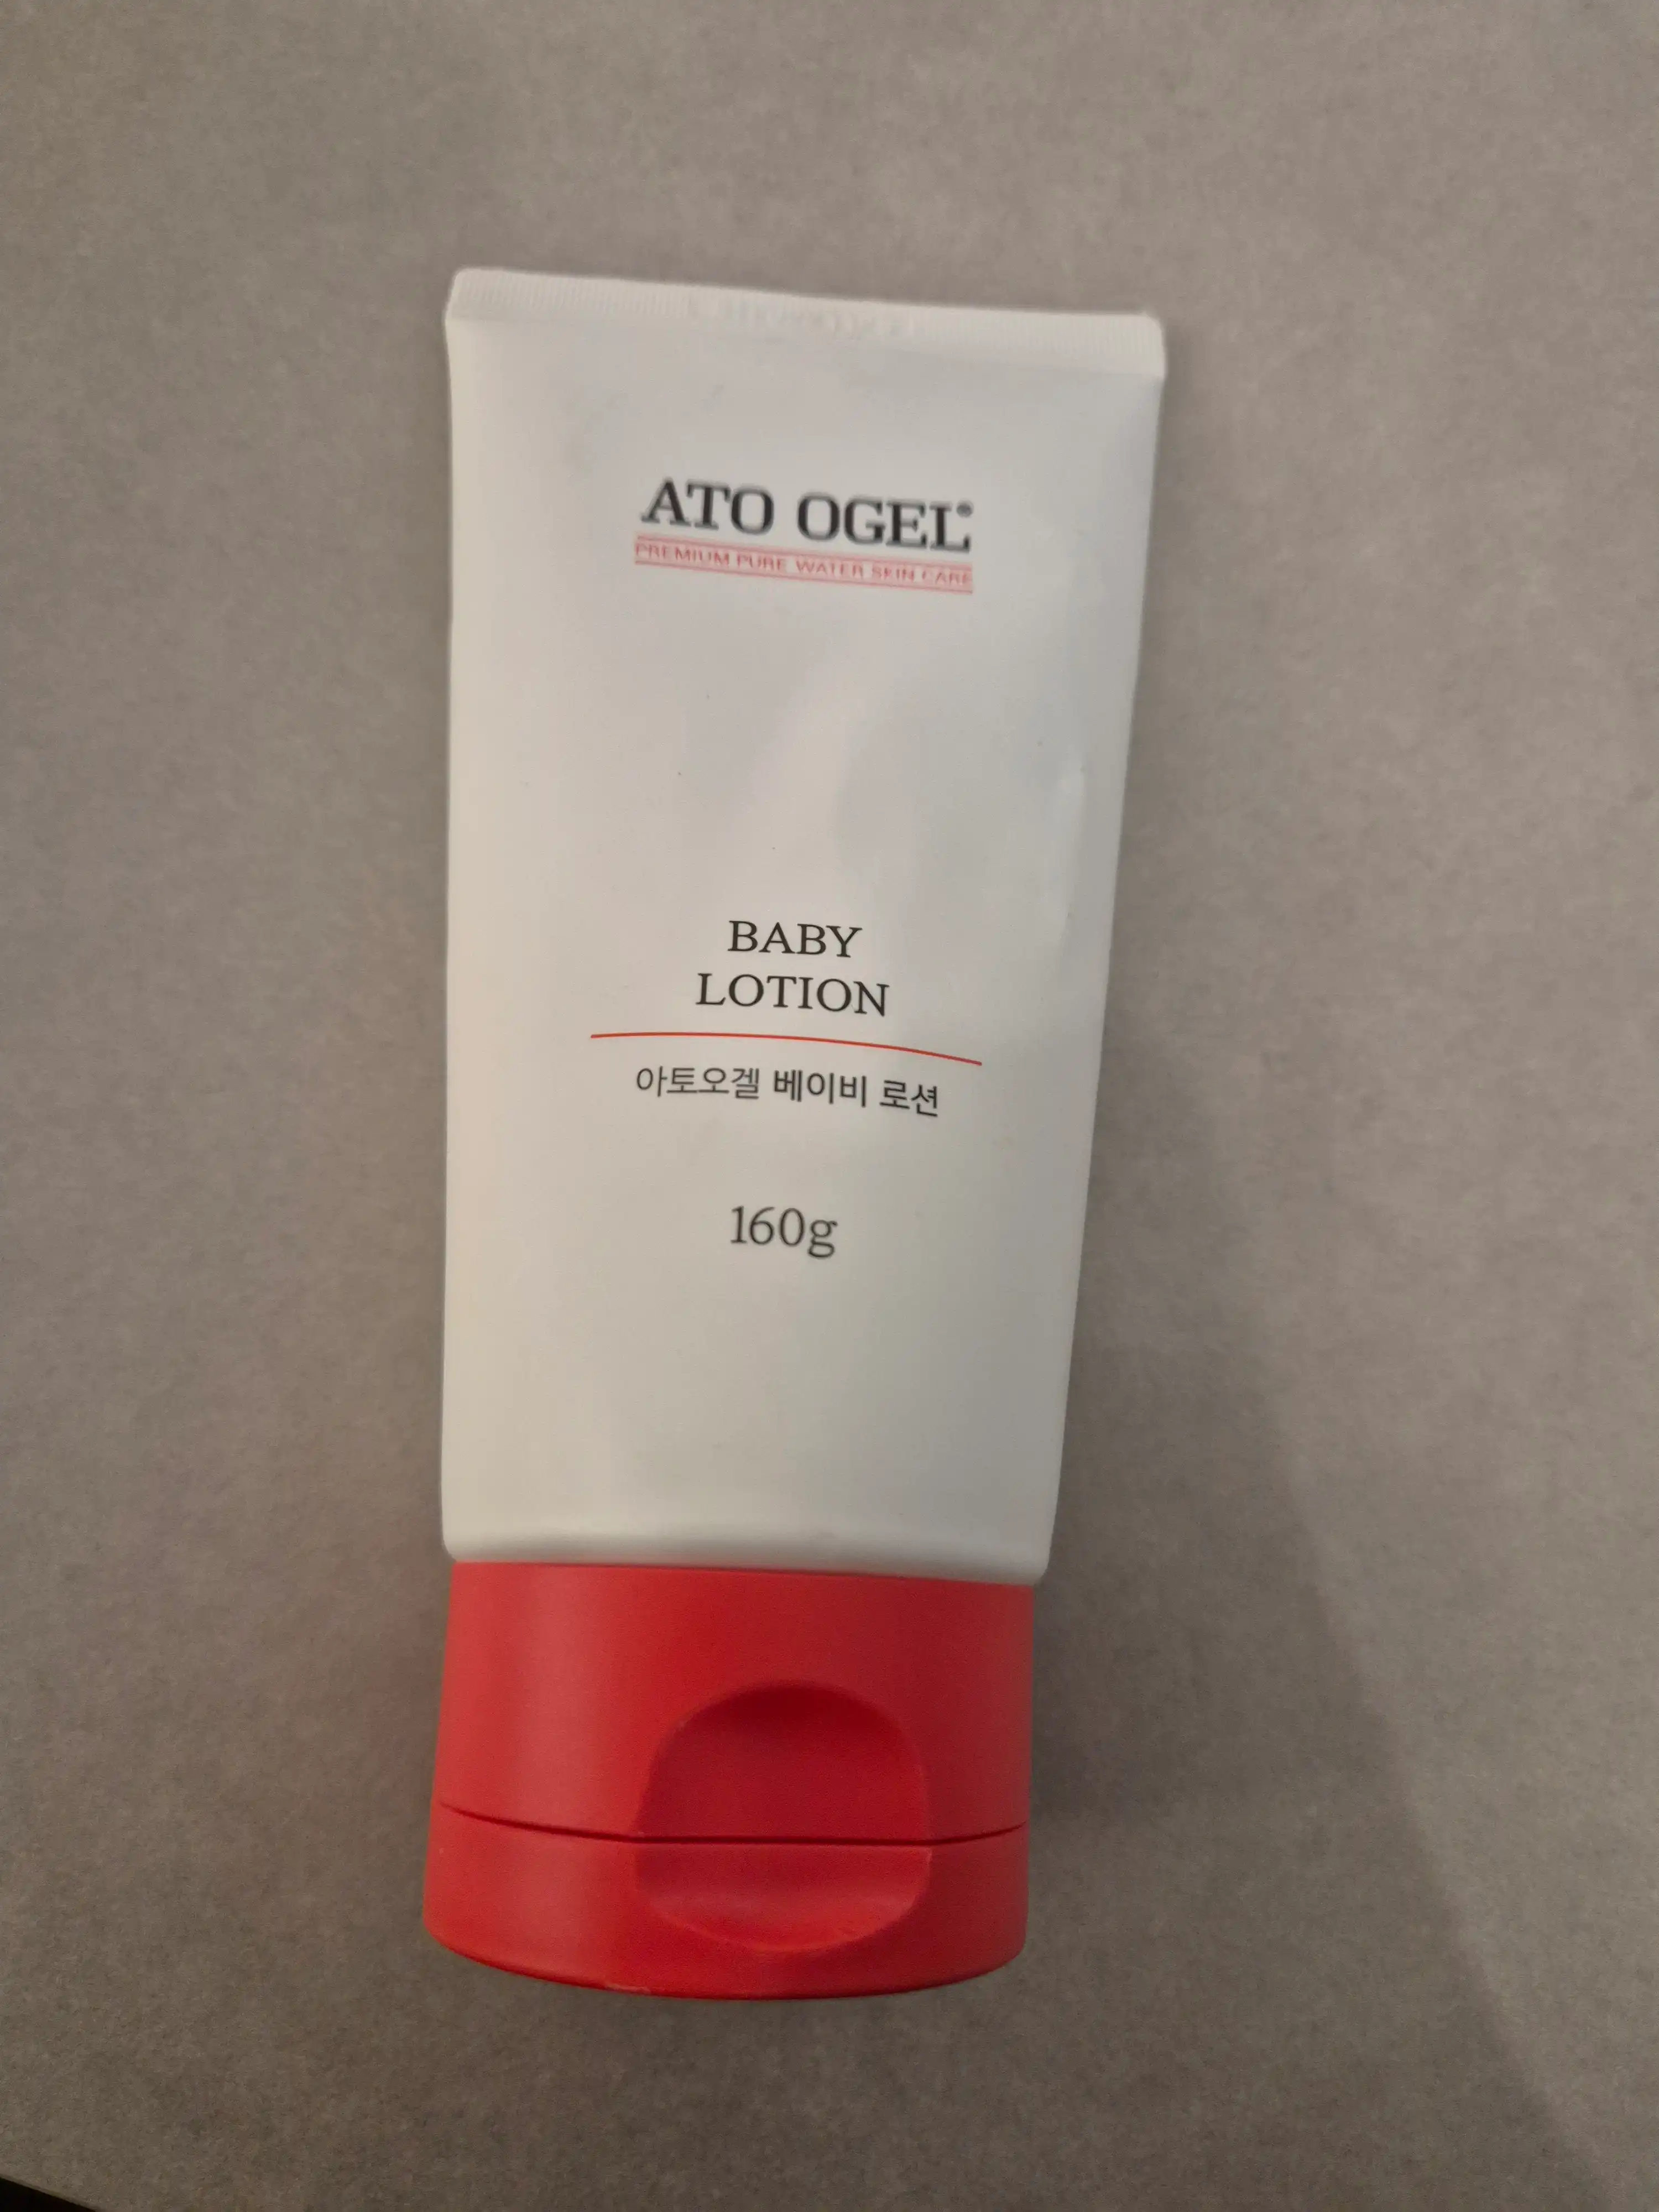 ATO OGEL®
PREMIUM PURE WATER SKIN CARE
BABY
LOTION
아토오겔 베이비 로션
160g